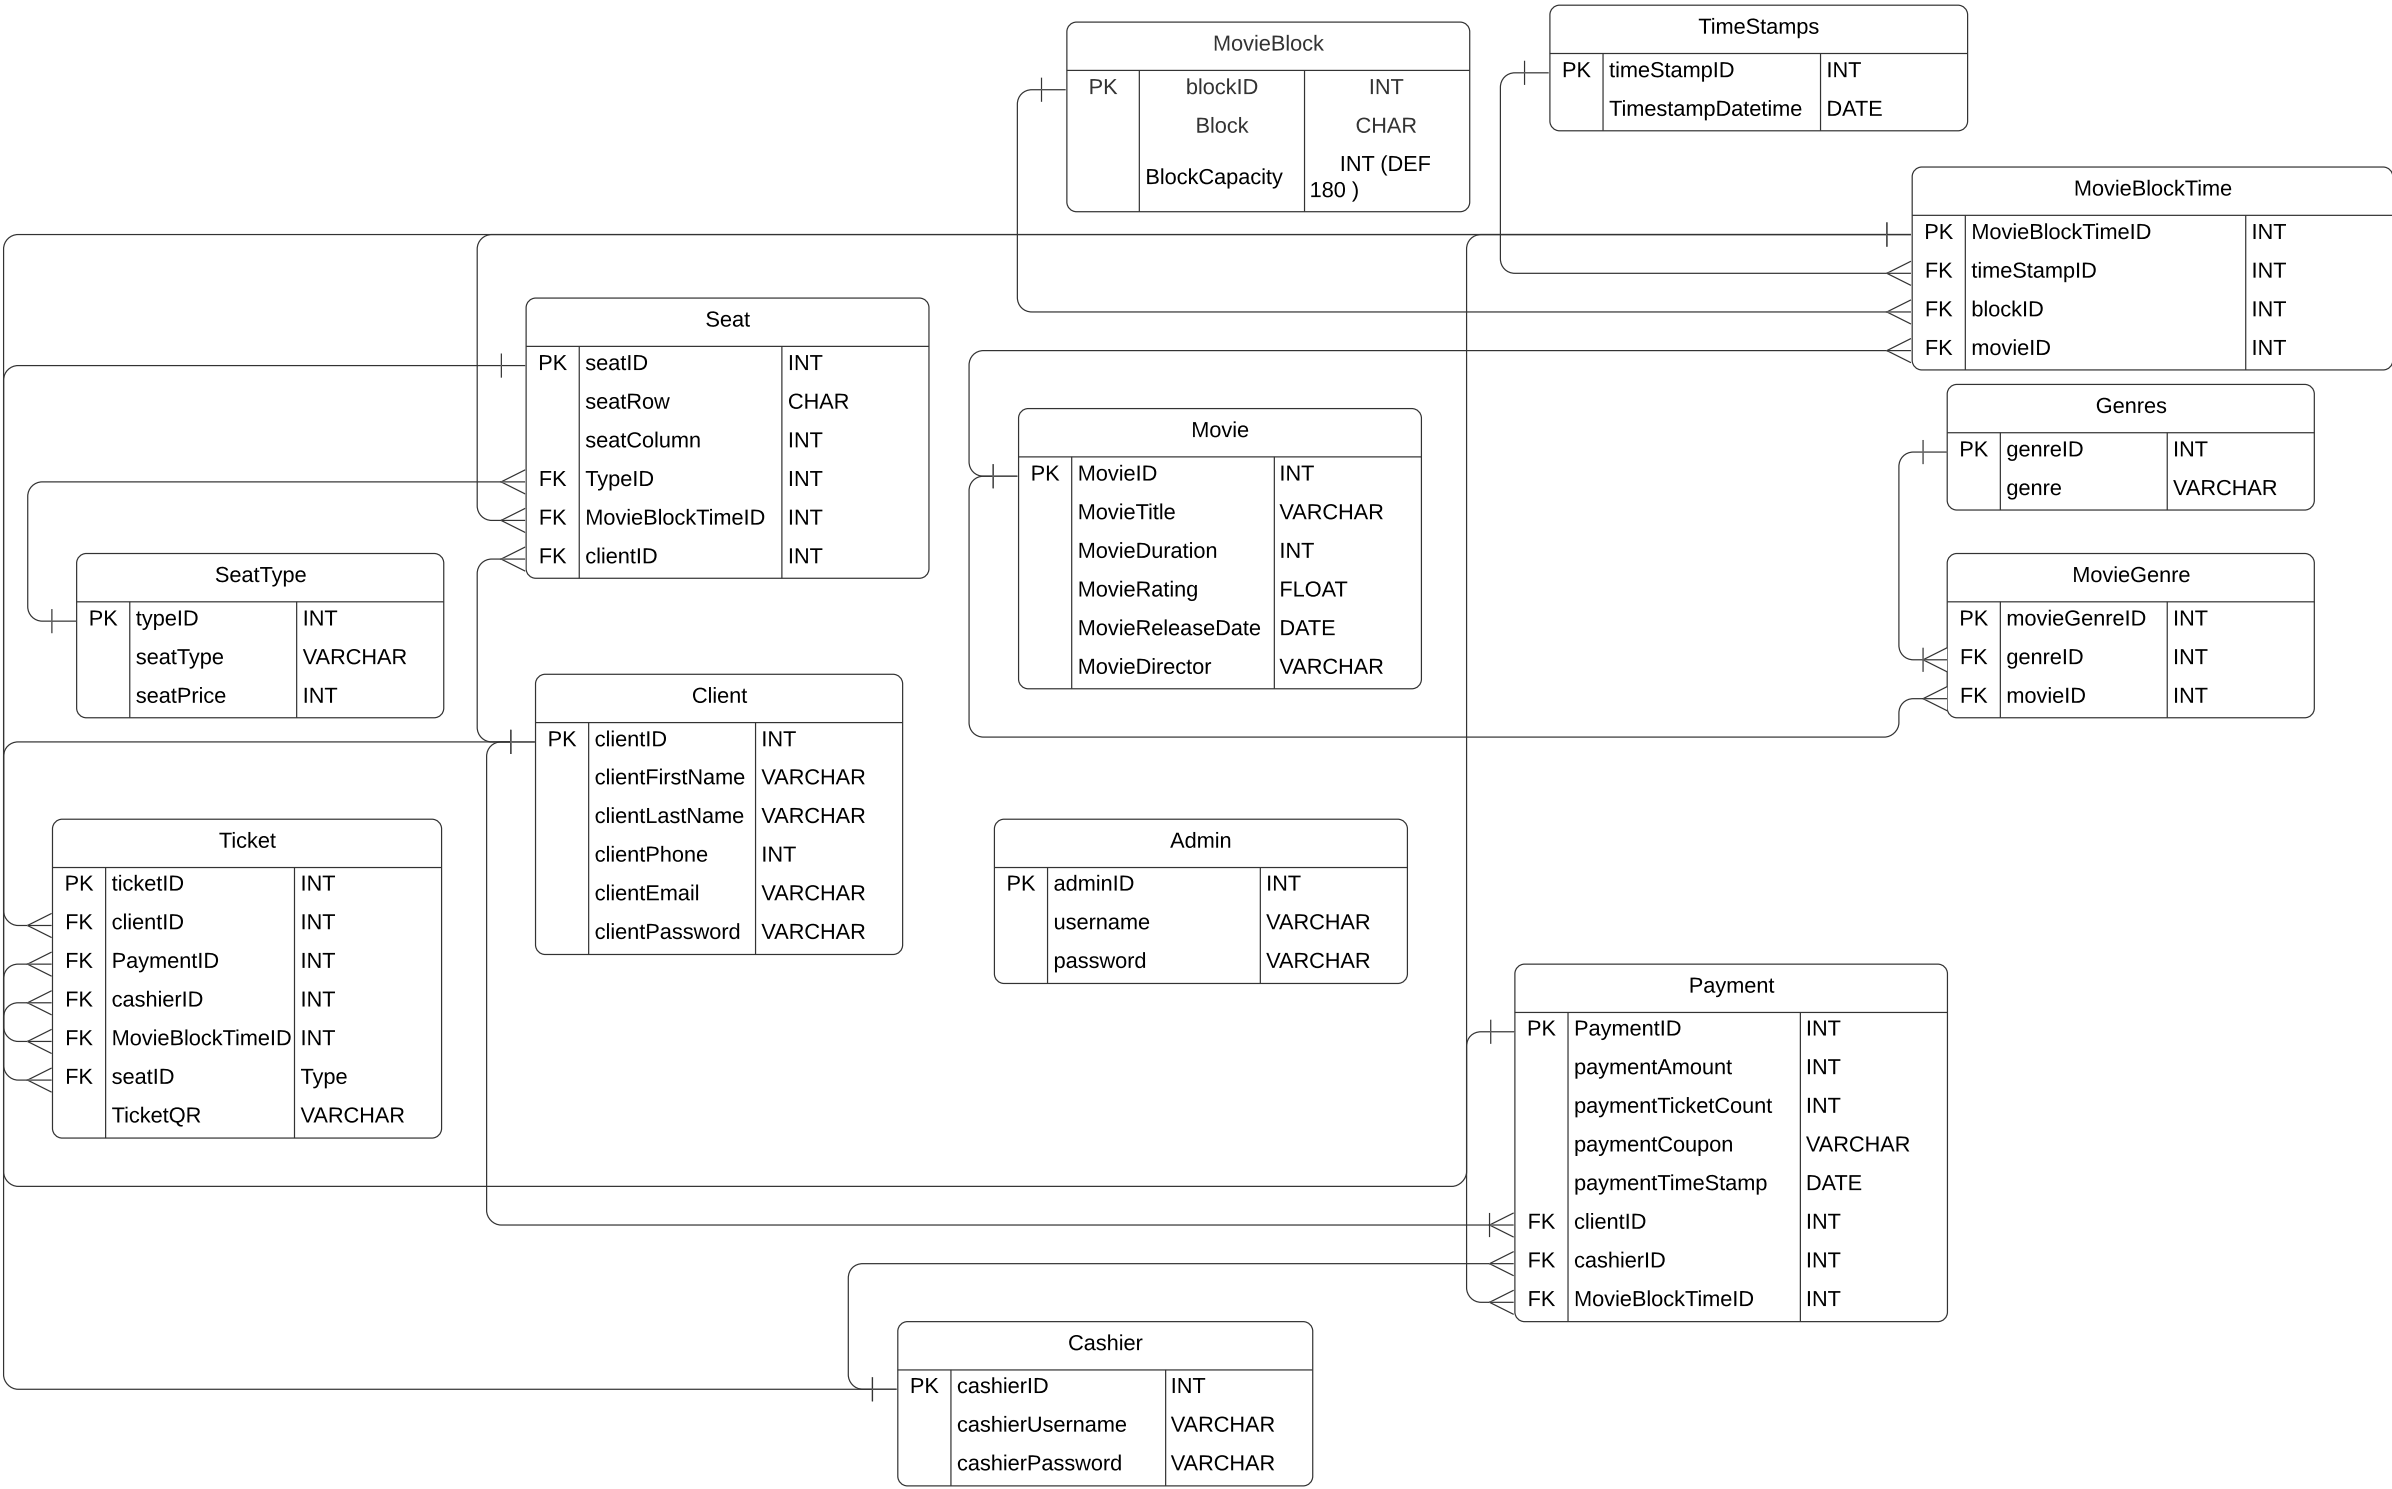 TimeStamps
PK timeStampID INT
TimestampDatetime DATE
MovieBlock
PK blockID INT
Block CHAR
BlockCapacity INT (DEF
180 )
MovieBlockTime
PK MovieBlockTimeID INT
FK timeStampID INT
FK blockID INT
FK movieID INT
Seat
PK seatID INT
seatRow CHAR
seatColumn INT
FK TypeID INT
FK MovieBlockTimeID INT
FK clientID INT
Movie
PK MovieID INT
MovieTitle VARCHAR
MovieDuration INT
MovieRating FLOAT
MovieReleaseDate DATE
MovieDirector VARCHAR
Genres
PK genreID INT
genre VARCHAR
SeatType
PK typeID INT
seatType VARCHAR
seatPrice INT
MovieGenre
PK movieGenreID INT
FK genreID INT
FK movieID INT
Client
PK clientID INT
clientFirstName VARCHAR
clientLastName VARCHAR
clientPhone INT
clientEmail VARCHAR
clientPassword VARCHAR
Ticket
PK ticketID INT
FK clientID INT
FK PaymentID INT
FK cashierID INT
FK MovieBlockTimeID INT
FK seatID Type
TicketQR VARCHAR
Admin
PK adminID INT
username VARCHAR
password VARCHAR
Payment
PK PaymentID INT
paymentAmount INT
paymentTicketCount INT
paymentCoupon VARCHAR
paymentTimeStamp DATE
FK clientID INT
FK cashierID INT
FK MovieBlockTimeID INT
Cashier
PK cashierID INT
cashierUsername VARCHAR
cashierPassword VARCHAR